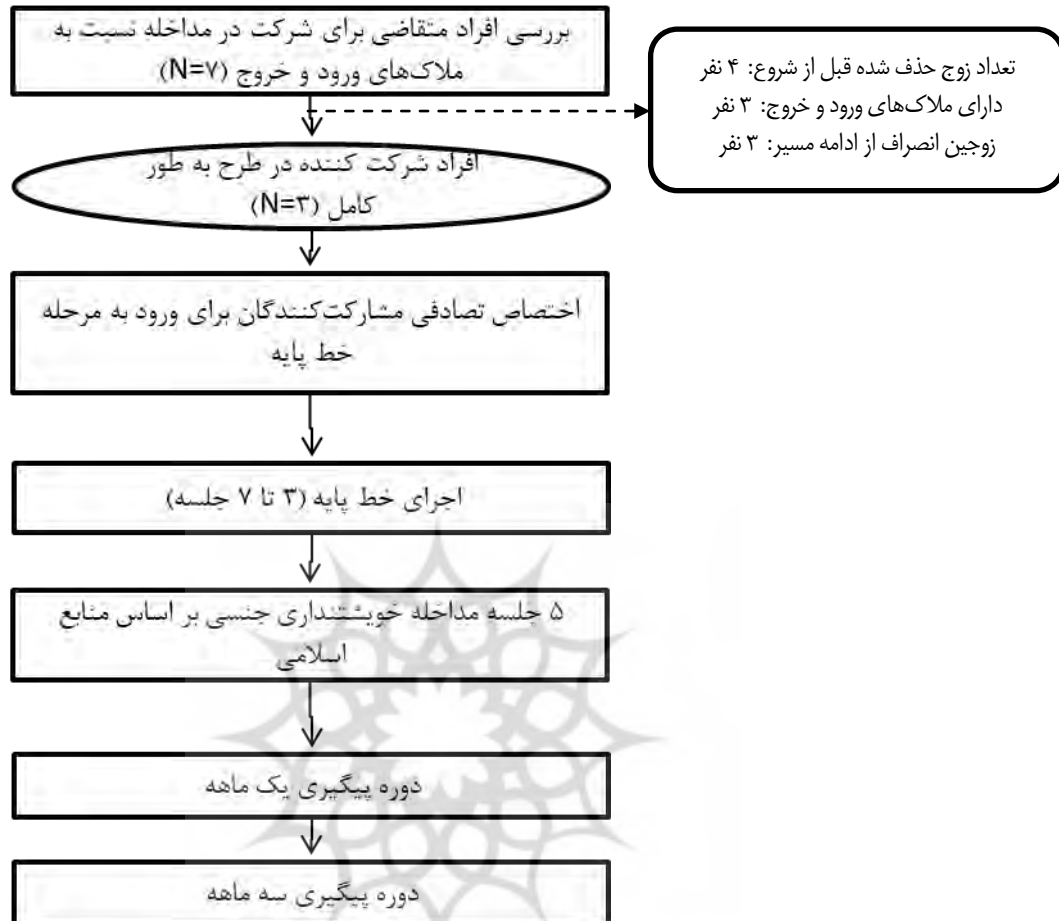 بررسی افراد متقاضی برای شرکت در مداخله نسبت به
ملاک‌های ورود و خروج (N=۷)
تعداد زوج حذف شده قبل از شروع: ۴ نفر
دارای ملاک‌های ورود و خروج: ۳ نفر
زوجین انصراف از ادامه مسیر: ۳ نفر
افراد شرکت کننده در طرح به طور
کامل (N=۳)
اختصاص تصادفی مشارکت‌کنندگان برای ورود به مرحله
خط پایه
اجرای خط پایه (۳ تا ۷ جلسه)
۵ جلسه مداخله خویشتنداری جنسی بر اساس منابع
اسلامی
دوره پیگیری یک ماهه
دوره پیگیری سه ماهه